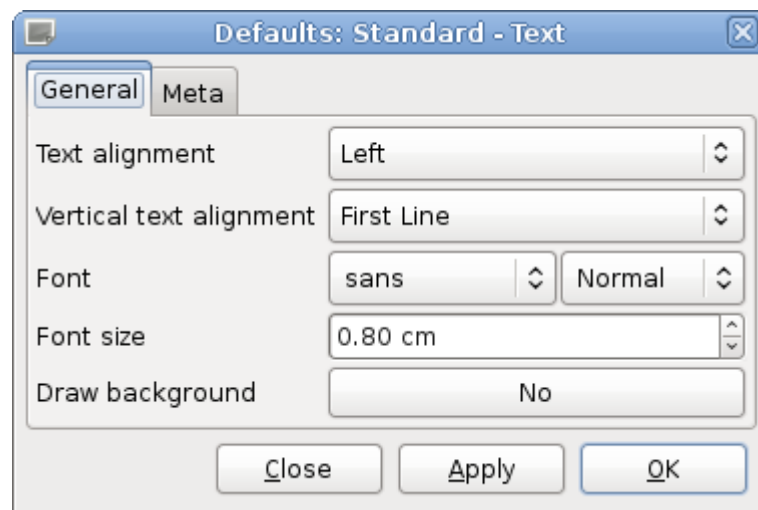 Defaults: Standard - Text
General Meta
Text alignment Left
Vertical text alignment First Line
Font sans Normal
Font size 0.80 cm
Draw background No
Close Apply OK